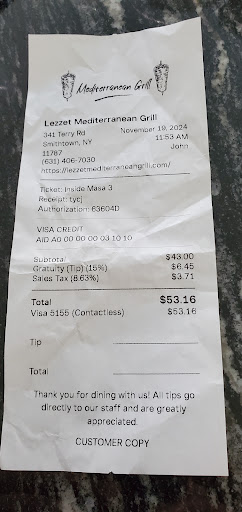 Mediterranean Grill
Lezzet Mediterranean Grill
341 Terry Rd November 19, 2024
Smithtown, NY 11:53 AM
11787 John
(631) 406-7030
https://lezzetmediterraneangrill.com/
Ticket: Inside Masa 3
Receipt: tycj
Authorization: 63604D
VISA CREDIT
AID A0 00 00 00 03 10 10
Subtotal $43.00
Gratuity (Tip) (15%) $6.45
Sales Tax (8.63%) $3.71
Total $53.16
Visa 5155 (Contactless) $53.16
Tip
Total
Thank you for dining with us! All tips go
directly to our staff and are greatly
appreciated.
CUSTOMER COPY